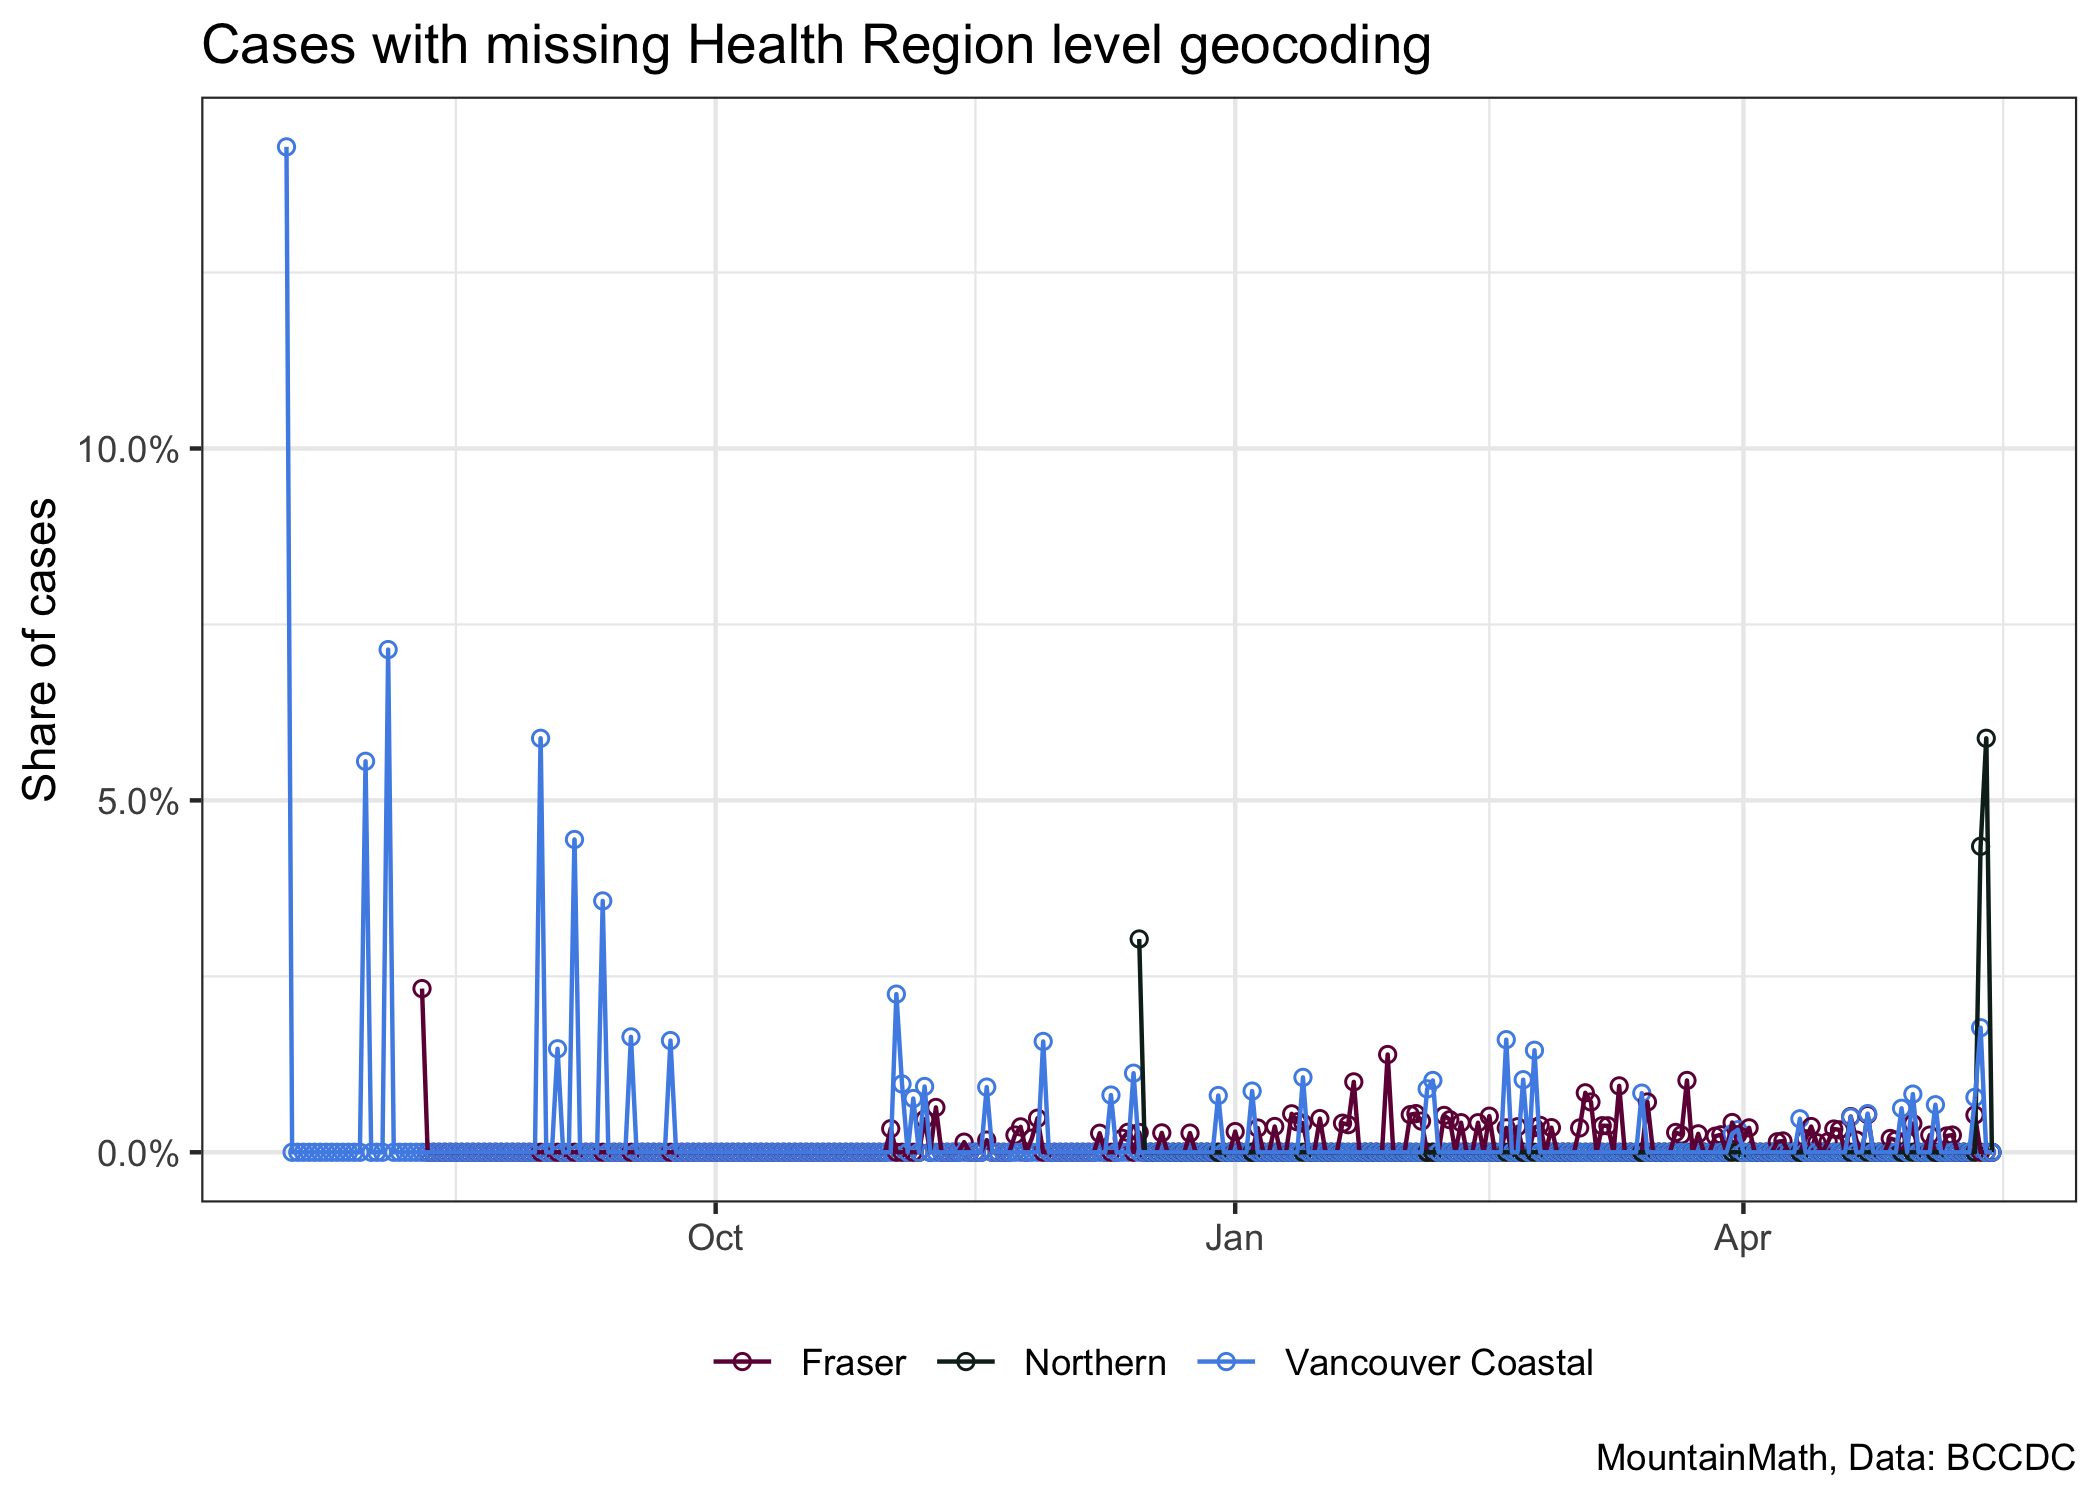 Cases with missing Health Region level geocoding
Share of cases
10.0%
5.0%
0.0%
Oct Jan Apr
Fraser Northern Vancouver Coastal
MountainMath, Data: BCCDC